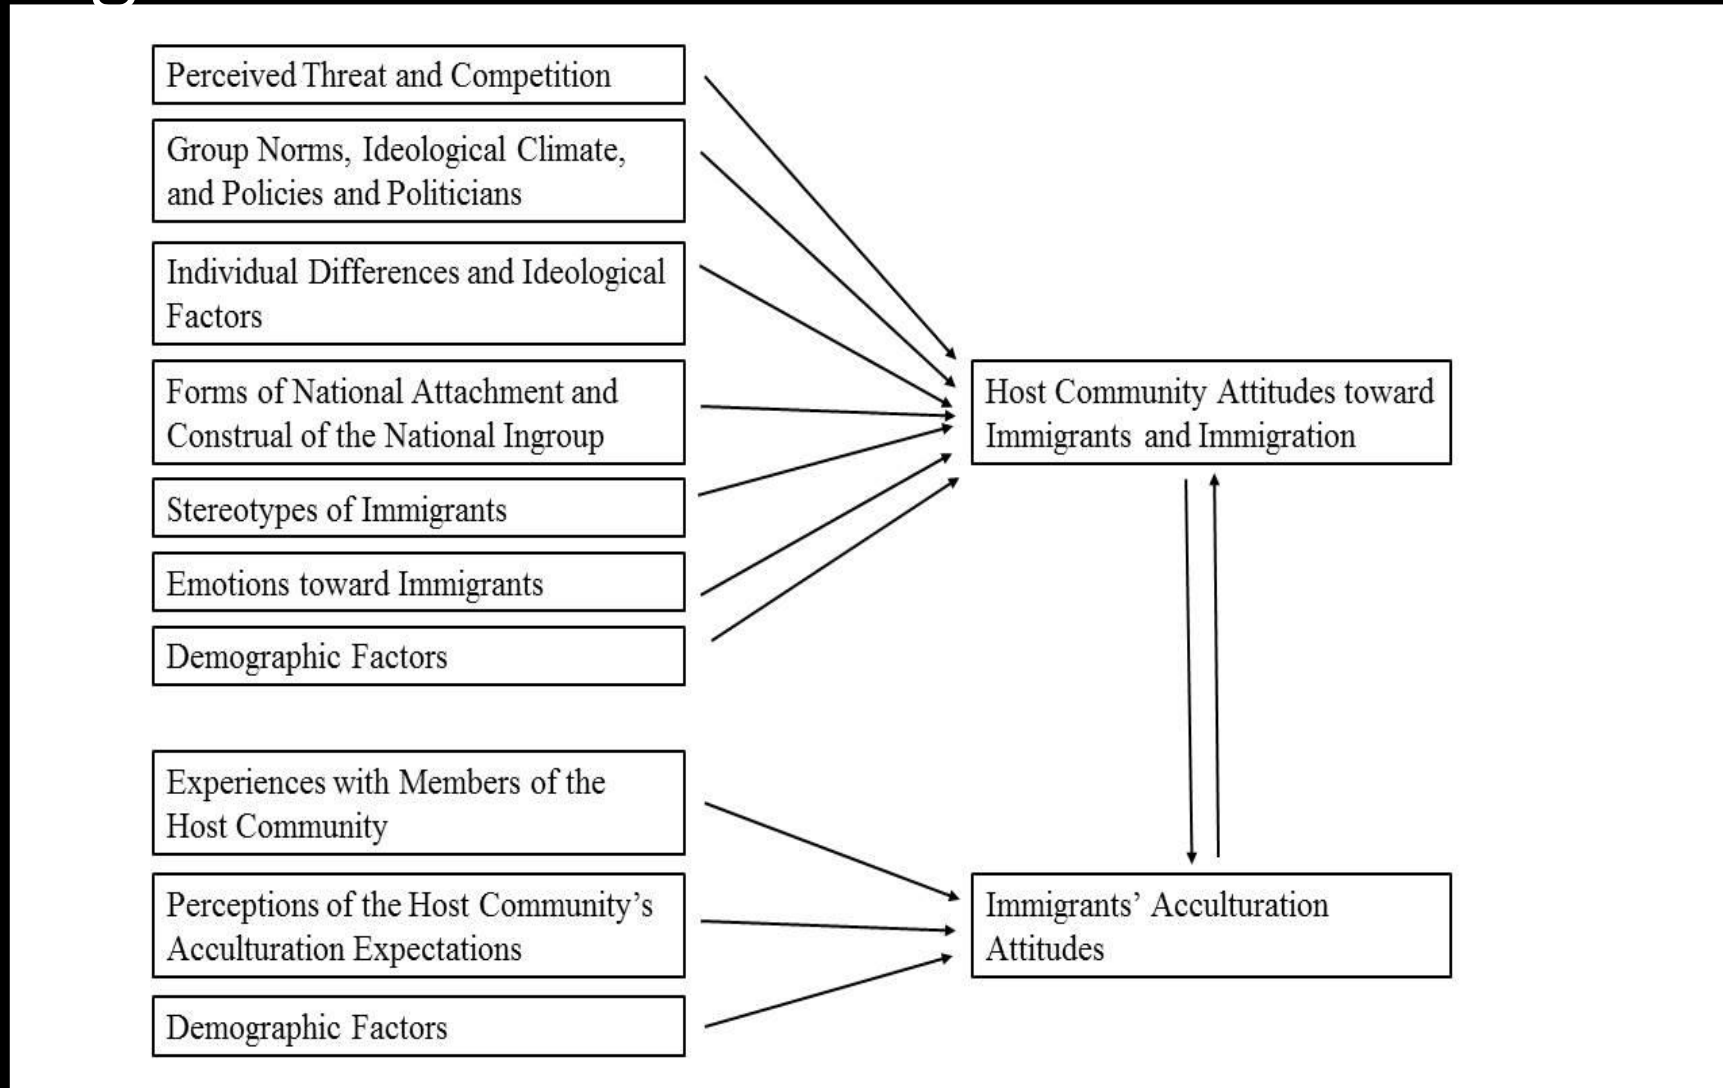 Perceived Threat and Competition
Group Norms, Ideological Climate,
and Policies and Politicians
Individual Differences and Ideological
Factors
Forms of National Attachment and
Construal of the National Ingroup
Stereotypes of Immigrants
Emotions toward Immigrants
Demographic Factors
Host Community Attitudes toward
Immigrants and Immigration
Experiences with Members of the
Host Community
Perceptions of the Host Community’s
Acculturation Expectations
Demographic Factors
Immigrants’ Acculturation
Attitudes